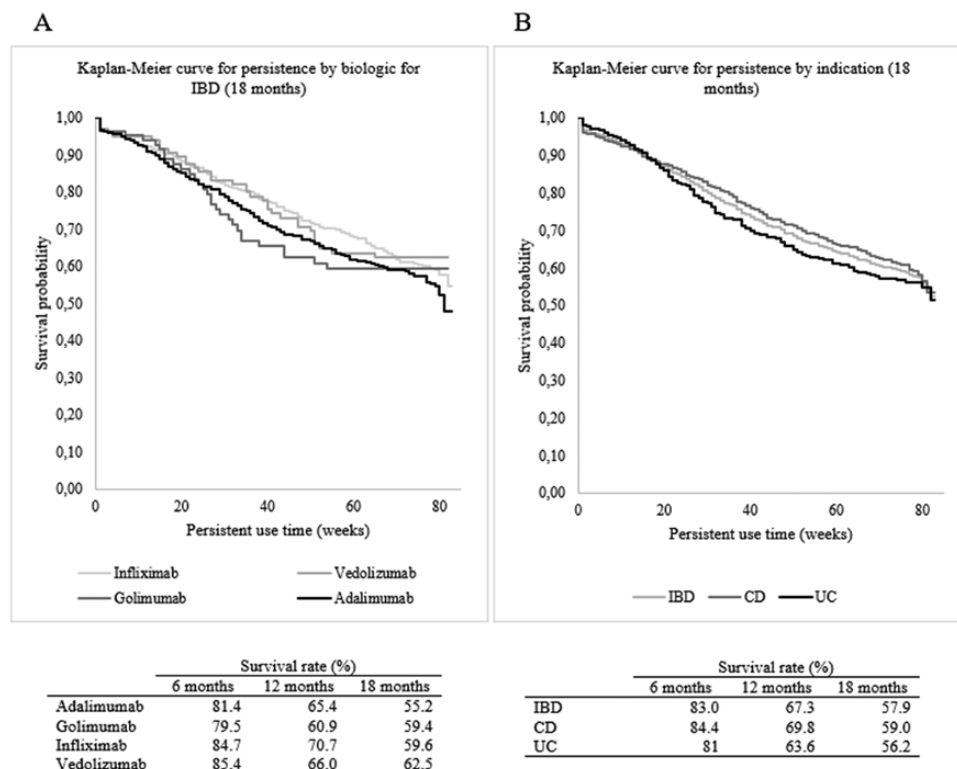 A
Kaplan-Meier curve for persistence by biologic for
IBD (18 months)
1,00
0,90
0,80
0,70
0,60
0,50
0,40
0,30
0,20
0,10
0,00
Survival probability
0 20 40 60 80
Persistent use time (weeks)
Infliximab Vedolizumab
Golimumab Adalimumab
Survival rate (%)
6 months 12 months 18 months
Adalimumab 81.4 65.4 55.2
Golimumab 79.5 60.9 59.4
Infliximab 84.7 70.7 59.6
Vedolizumab 85.4 66.0 62.5
B
Kaplan-Meier curve for persistence by indication (18
months)
1,00
0,90
0,80
0,70
0,60
0,50
0,40
0,30
0,20
0,10
0,00
Survival probability
0 20 40 60 80
Persistent use time (weeks)
IBD CD UC
Survival rate (%)
6 months 12 months 18 months
IBD 83.0 67.3 57.9
CD 84.4 69.8 59.0
UC 81 63.6 56.2